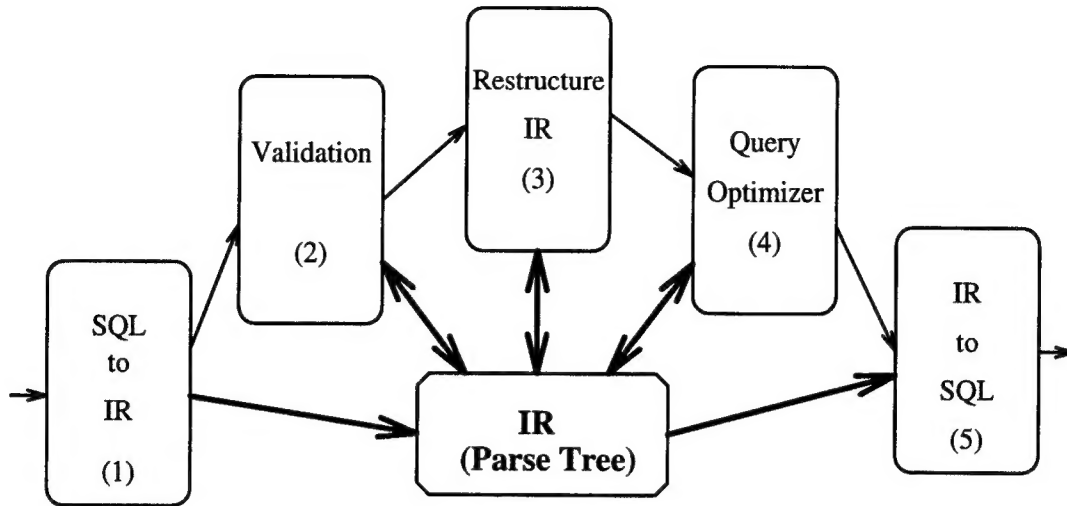 SQL
to
IR
(1)
Validation
(2)
Restructure
IR
(3)
Query
Optimizer
(4)
IR
to
SQL
(5)
IR
(Parse Tree)